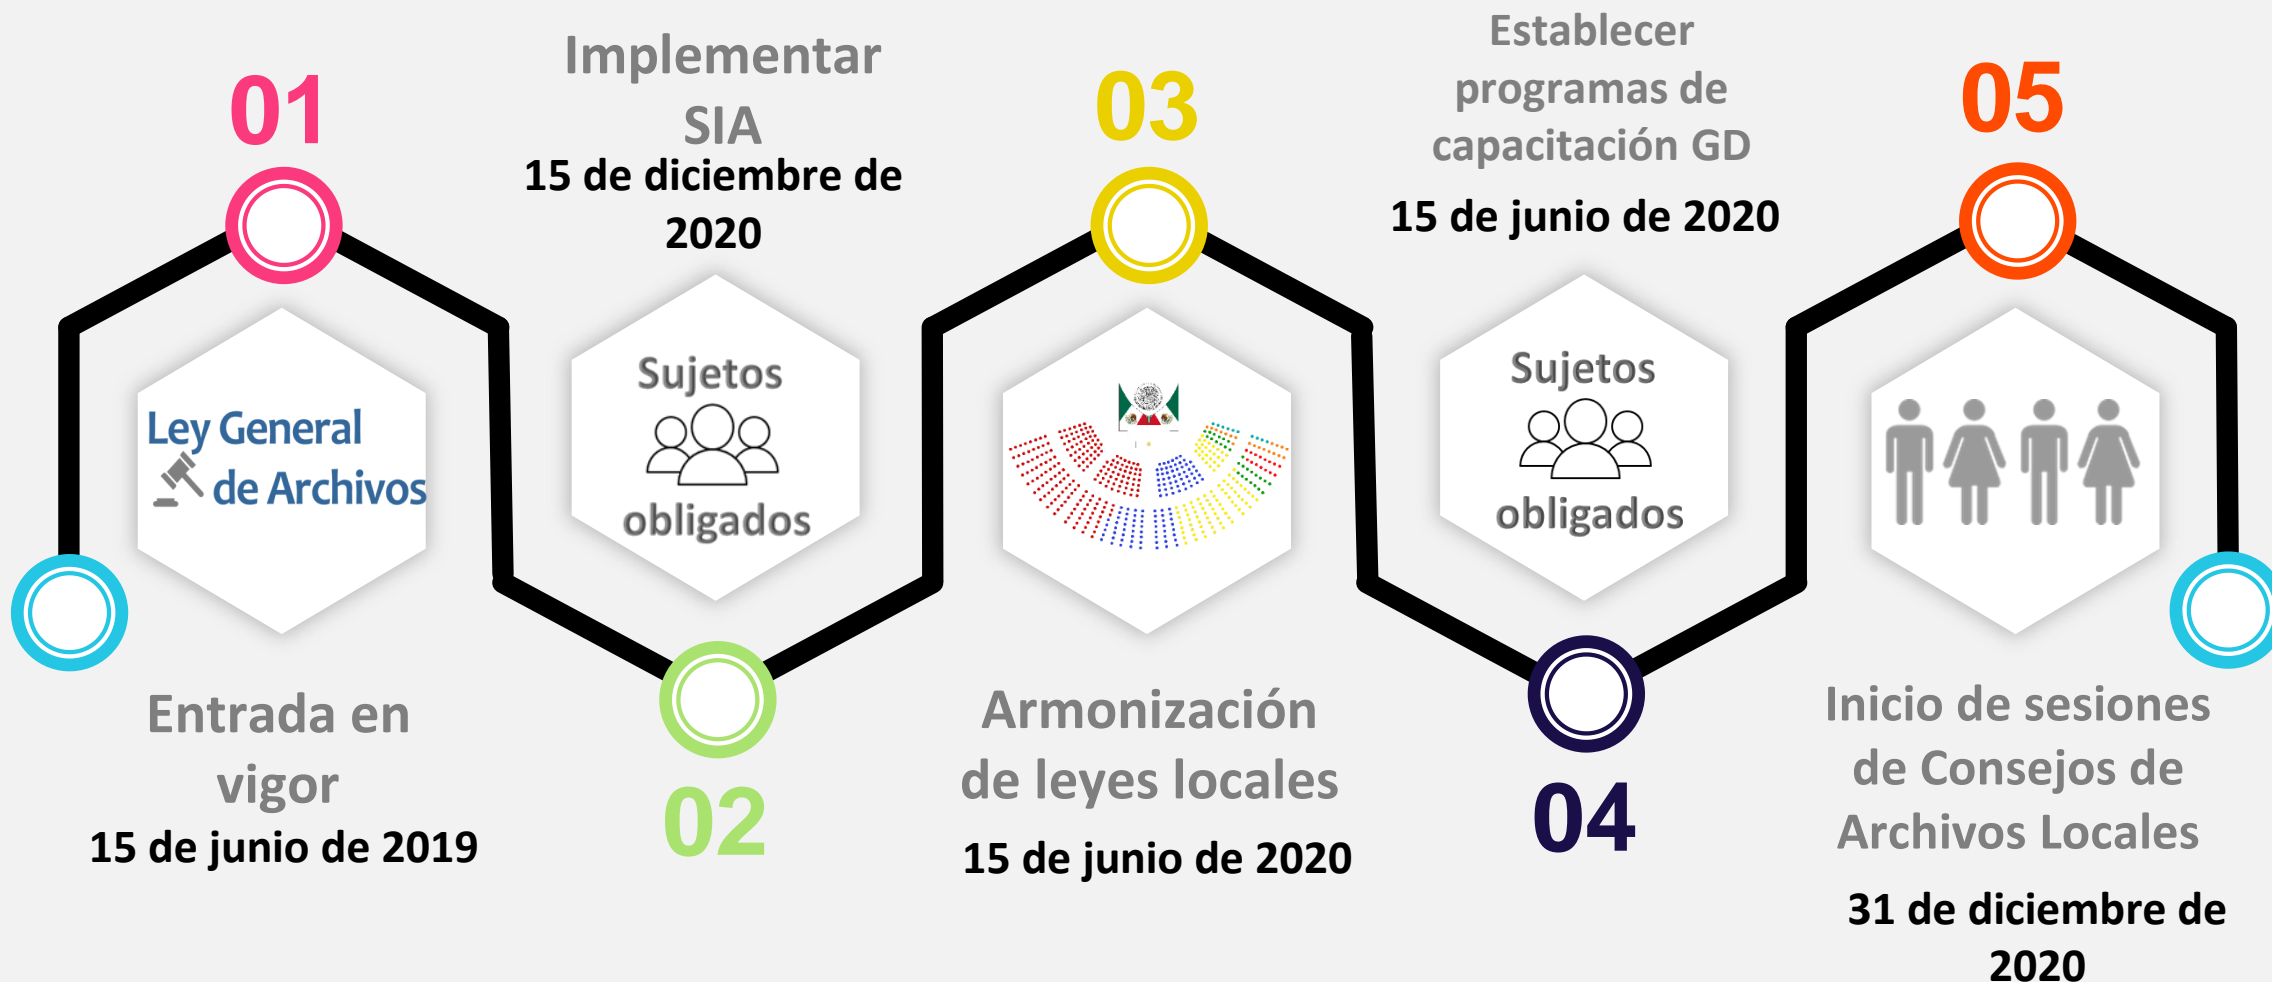 01
Ley General
de Archivos
Entrada en
vigor
15 de junio de 2019
Implementar
SIA
15 de diciembre de
2020
Sujetos
obligados
02
03
Armonización
de leyes locales
15 de junio de 2020
Establecer
programas de
capacitación GD
15 de junio de 2020
Sujetos
obligados
04
05
Inicio de sesiones
de Consejos de
Archivos Locales
31 de diciembre de
2020